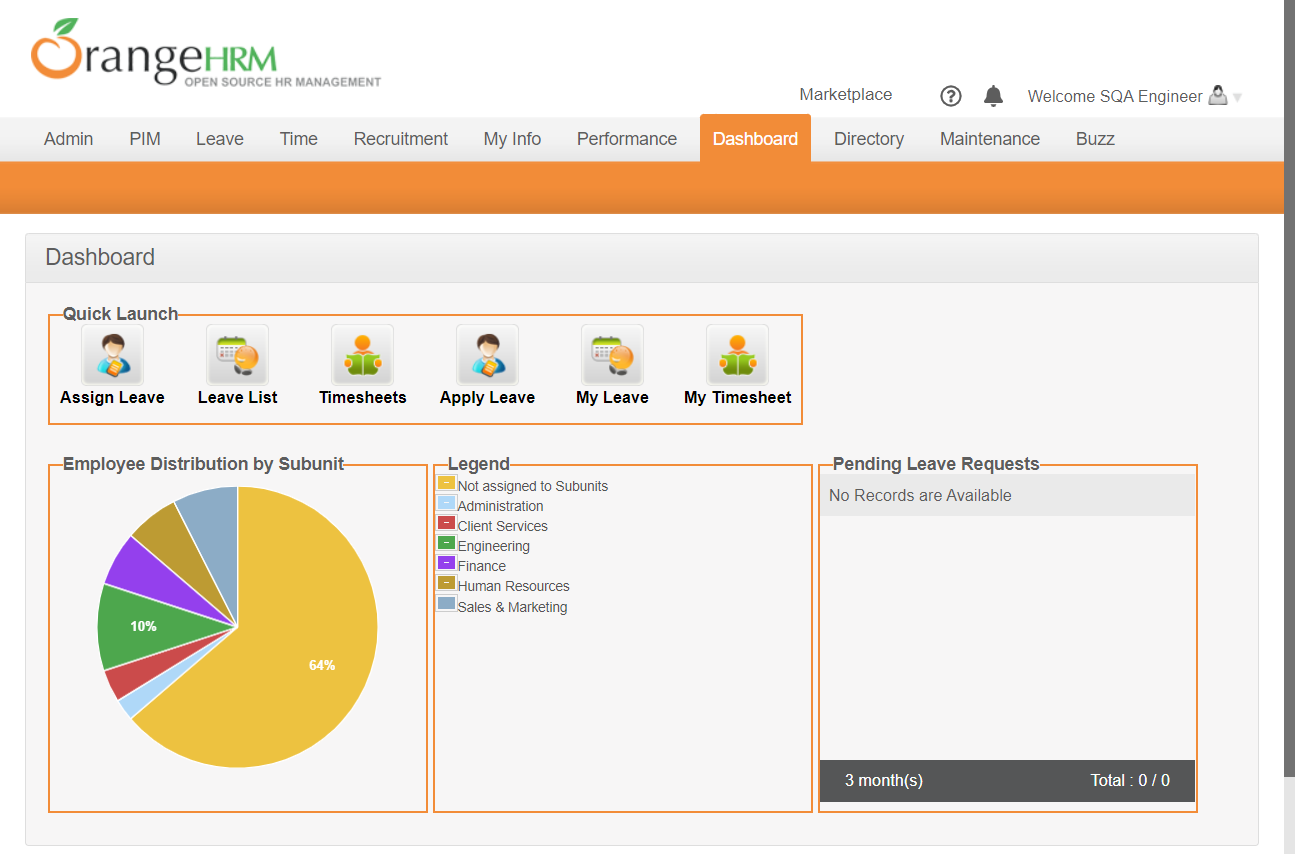 OrangeHRM
OPEN SOURCE HR MANAGEMENT
Marketplace ? Welcome SQA Engineer
Admin PIM Leave Time Recruitment My Info Performance Dashboard Directory Maintenance Buzz
Dashboard
Quick Launch
Assign Leave Leave List Timesheets Apply Leave My Leave My Timesheet
Employee Distribution by Subunit
10%
64%
Legend
Not assigned to Subunits
Administration
Client Services
Engineering
Finance
Human Resources
Sales & Marketing
Pending Leave Requests
No Records are Available
3 month(s) Total : 0 / 0